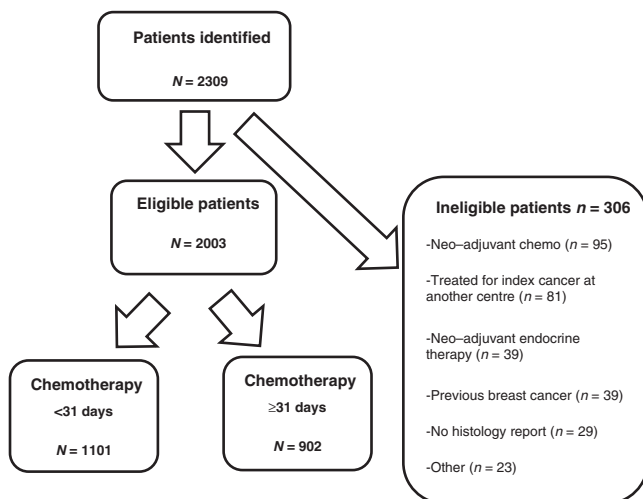 Patients identified
N = 2309
Eligible patients
N = 2003
Chemotherapy
<31 days
N = 1101
Chemotherapy
≥31 days
N = 902
Ineligible patients n = 306
-Neo–adjuvant chemo (n = 95)
-Treated for index cancer at
another centre (n = 81)
-Neo–adjuvant endocrine
therapy (n = 39)
-Previous breast cancer (n = 39)
-No histology report (n = 29)
-Other (n = 23)